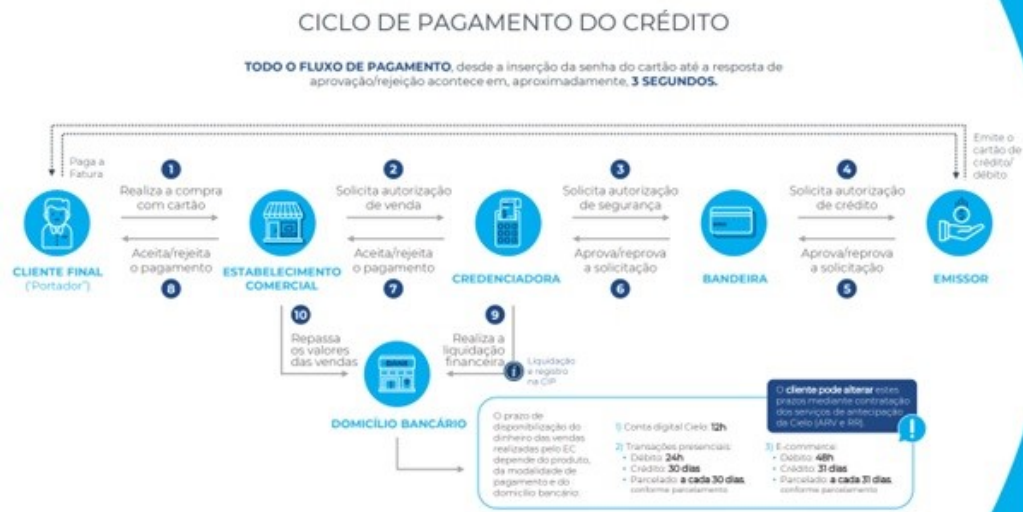 CICLO DE PAGAMENTO DO CRÉDITO
TODO O FLUXO DE PAGAMENTO, desde a inserção da senha do cartão até a resposta de
aprovação/rejeição acontece em, aproximadamente, 3 SEGUNDOS.
Paga a
Fatura
Emite o
cartão de
crédito/
débito
1
Realiza a compra
com cartão
2
Solicita autorização
de venda
3
Solicita autorização
de segurança
4
Solicita autorização
de crédito
CLIENTE FINAL
("Portador")
ESTABELECIMENTO
COMERCIAL
CREDENCIADORA
BANDEIRA
EMISSOR
Aceita/rejeita
o pagamento
8
Aceita/rejeita
o pagamento
7
Aprova/reprova
a solicitação
6
Aprova/reprova
a solicitação
5
10
Repassa
os valores
das vendas
9
Realiza a
liquidação
financeira
BANK
i
Liquidação
e registro
na CIP
DOMICÍLIO BANCÁRIO
O prazo de
disponibilização do
dinheiro das vendas
realizadas pelo EC
depende do produto,
da modalidade de
pagamento e do
domicílio bancário.
1) Conta digital Cielo: 12h
2) Transações presenciais:
• Débito: 24h
• Crédito: 30 dias
• Parcelado: a cada 30 dias,
conforme parcelamento
3) E-commerce:
• Débito: 48h
• Crédito: 31 dias
• Parcelado: a cada 31 dias,
conforme parcelamento
O cliente pode alterar estes
prazos mediante contratação
dos serviços de antecipação
da Cielo (ARV e RR).
!